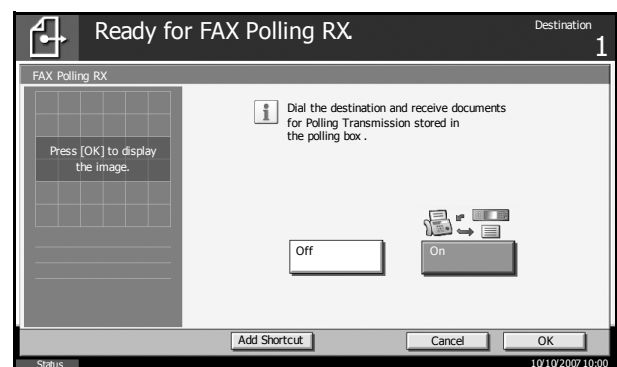 Ready for FAX Polling RX.
Destination
1
FAX Polling RX
Press [OK] to display
the image.
Dial the destination and receive documents
for Polling Transmission stored in
the polling box .
Off
On
Add Shortcut
Cancel
OK
Status
10/10/2007 10:00